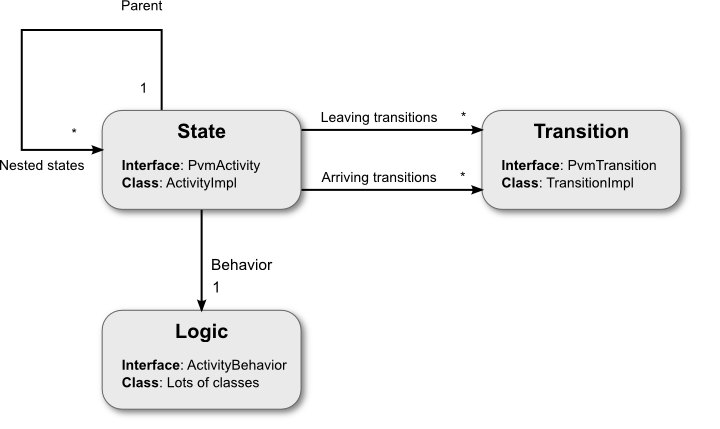 Parent
1
*
Nested states
State
Interface: PvmActivity
Class: ActivityImpl
Leaving transitions *
Arriving transitions *
Transition
Interface: PvmTransition
Class: TransitionImpl
Behavior
1
Logic
Interface: ActivityBehavior
Class: Lots of classes